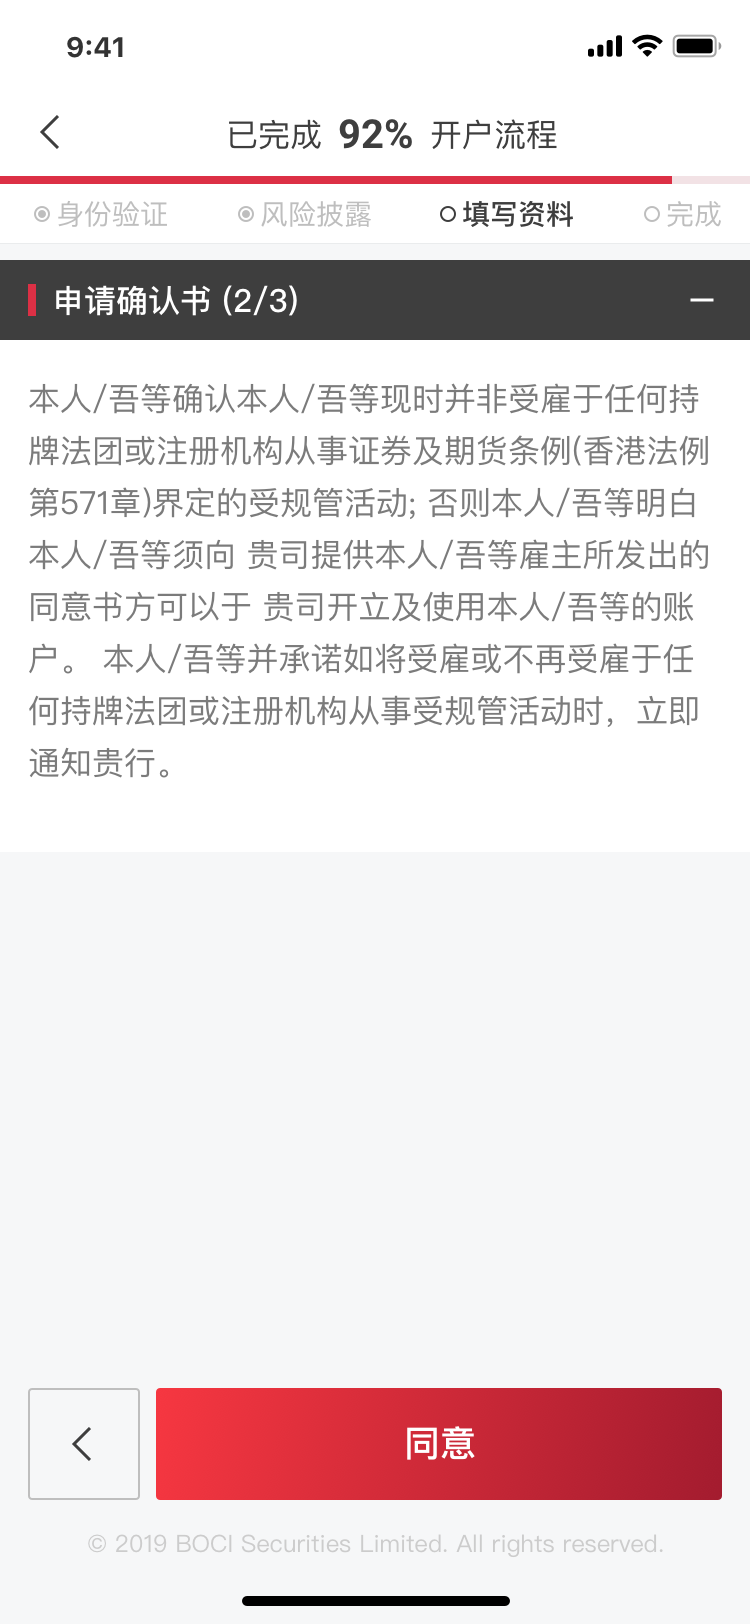 9:41
已完成 92% 开户流程
身份验证 风险披露 填写资料 完成
申请确认书 (2/3)
本人/吾等确认本人/吾等现时并非受雇于任何持
牌法团或注册机构从事证券及期货条例(香港法例
第571章)界定的受规管活动; 否则本人/吾等明白
本人/吾等须向 贵司提供本人/吾等雇主所发出的
同意书方可以于 贵司开立及使用本人/吾等的账
户。 本人/吾等并承诺如将受雇或不再受雇于任
何持牌法团或注册机构从事受规管活动时，立即
通知贵行。
同意
© 2019 BOCI Securities Limited. All rights reserved.